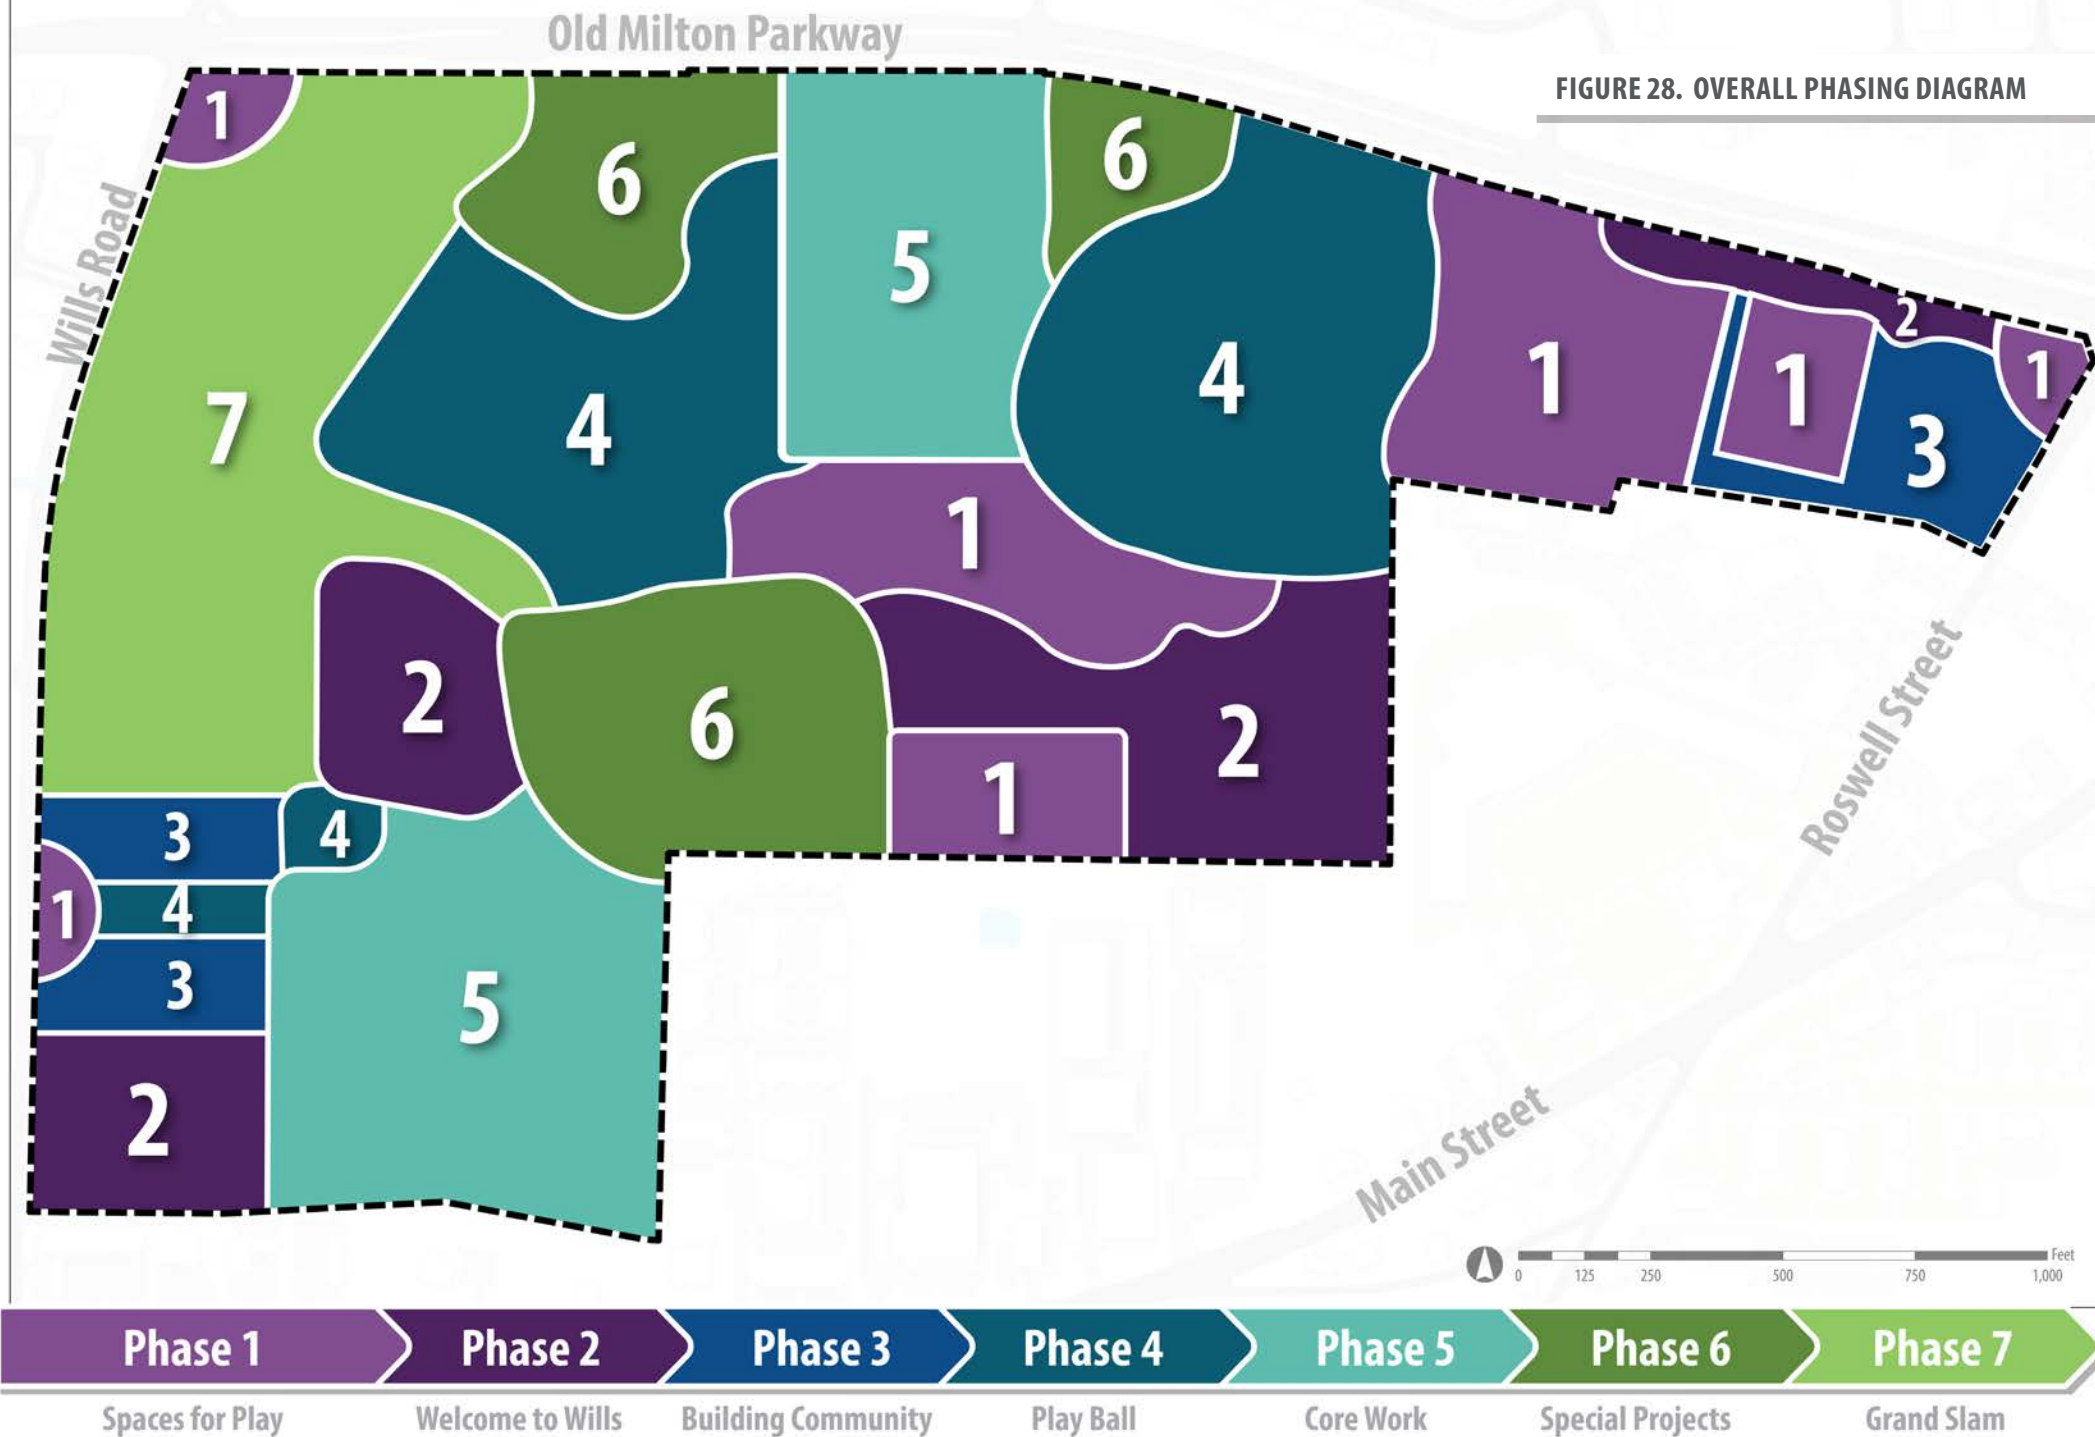 Old Milton Parkway
FIGURE 28. OVERALL PHASING DIAGRAM
Wills Road
1
6
6
5
2
1
4
1
1
7
4
3
1
2
6
2
1
3
4
1
4
3
5
2
Roswell Street
Main Street
Feet
0 125 250 500 750 1,000
Phase 1 Phase 2 Phase 3 Phase 4 Phase 5 Phase 6 Phase 7
Spaces for Play Welcome to Wills Building Community Play Ball Core Work Special Projects Grand Slam